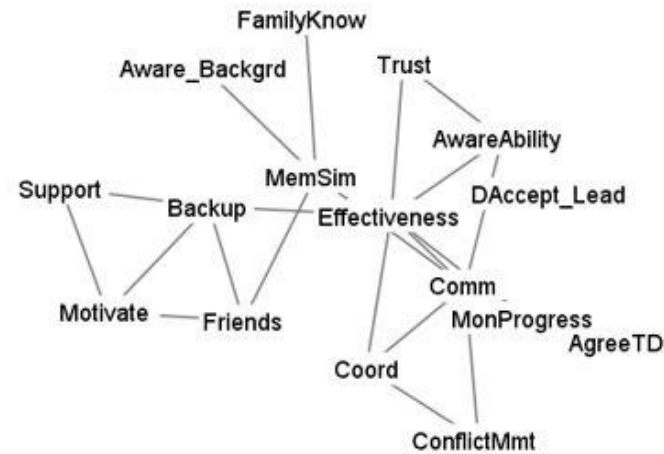 FamilyKnow
Aware_Backgrd
Trust
AwareAbility
MemSim
Support
DAccept_Lead
Backup
Effectiveness
Comm
Motivate
Friends
MonProgress
AgreeTD
Coord
ConflictMmt